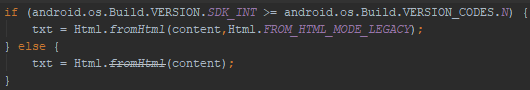 if (android.os.Build.VERSION.SDK_INT >= android.os.Build.VERSION_CODES.N) {
    txt = Html.fromHtml(content,Html.FROM_HTML_MODE_LEGACY);
} else {
    txt = Html.fromHtml(content);
}